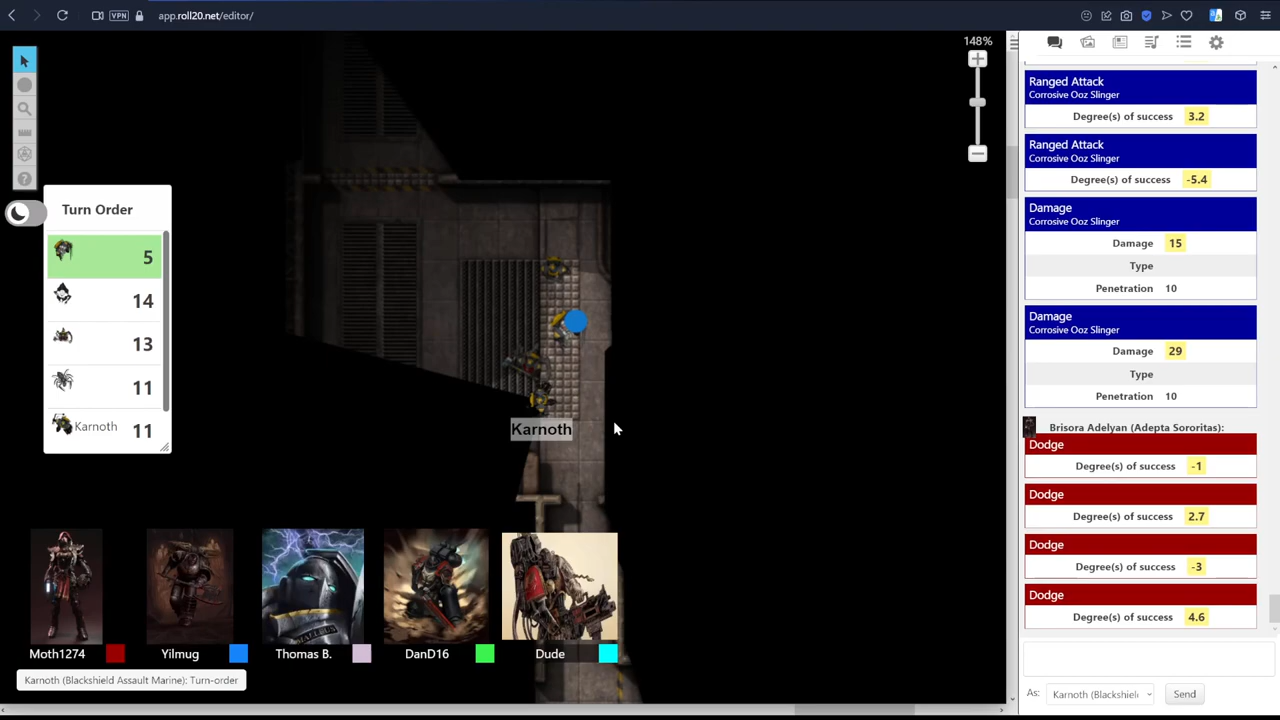 VPN
app.roll20.net/editor/
148%
Turn Order
5
14
13
11
Karnoth 11
Karnoth
MALLEUS
Moth1274
Yilmug
Thomas B.
DanD16
Dude
Karnoth (Blackshield Assault Marine): Turn-order
Ranged Attack
Corrosive Ooz Slinger
Degree(s) of success 3.2
Ranged Attack
Corrosive Ooz Slinger
Degree(s) of success -5.4
Damage
Corrosive Ooz Slinger
Damage 15
Type
Penetration 10
Damage
Corrosive Ooz Slinger
Damage 29
Type
Penetration 10
Brisora Adelyan (Adepta Sororitas):
Dodge
Degree(s) of success -1
Dodge
Degree(s) of success 2.7
Dodge
Degree(s) of success -3
Dodge
Degree(s) of success 4.6
As: Karnoth (Blackshiel
Send